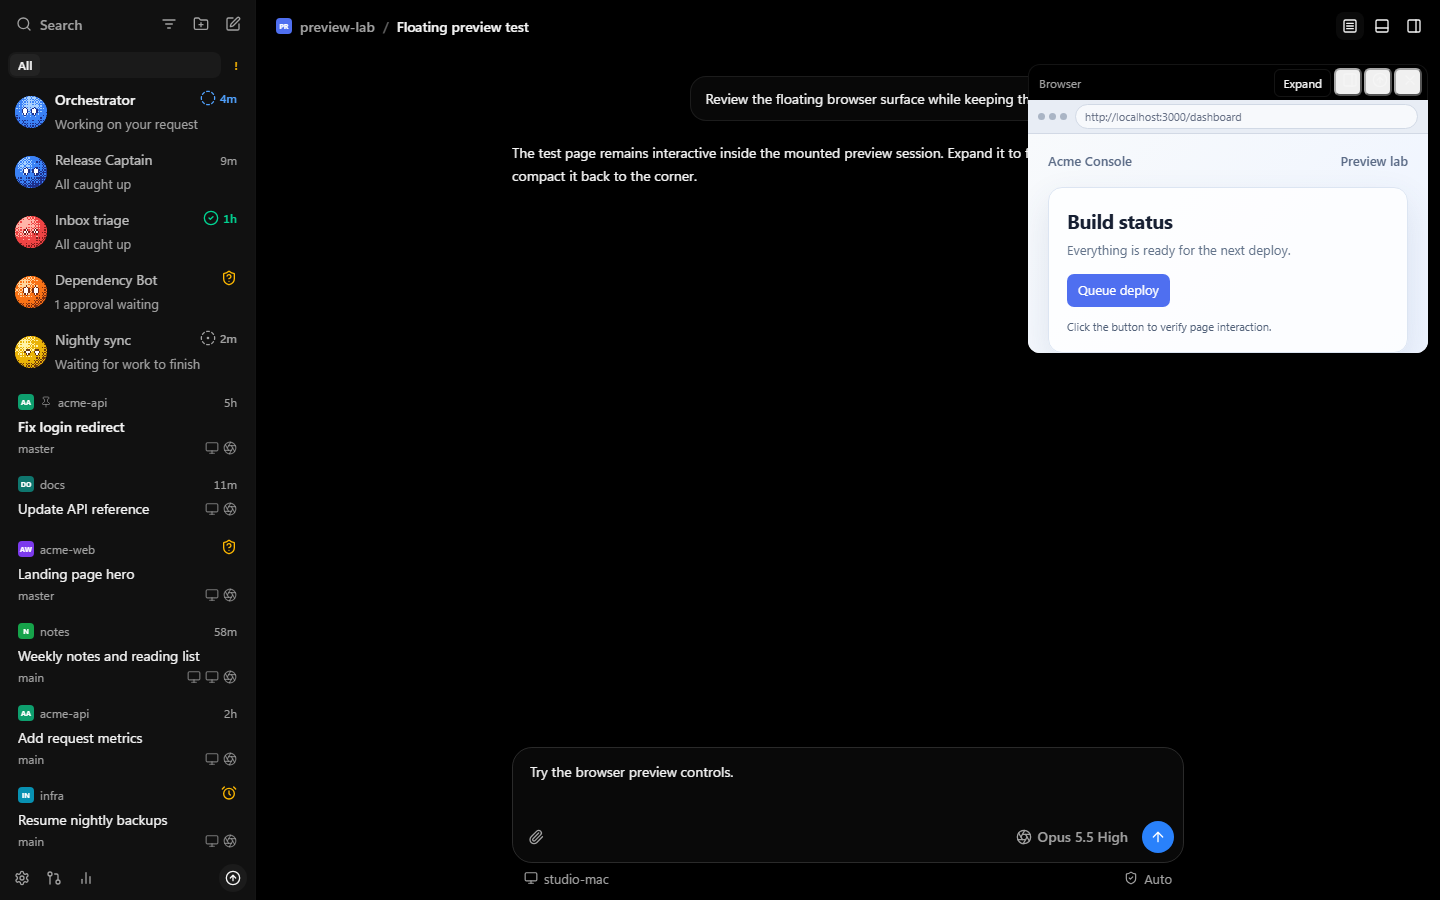 Search
All
!
Orchestrator
4m
Working on your request
Release Captain
9m
All caught up
Inbox triage
1h
All caught up
Dependency Bot
1 approval waiting
Nightly sync
2m
Waiting for work to finish
AA acme-api
5h
Fix login redirect
master
DO docs
11m
Update API reference
AW acme-web
Landing page hero
master
N notes
58m
Weekly notes and reading list
main
AA acme-api
2h
Add request metrics
main
IN infra
Resume nightly backups
main
PR preview-lab / Floating preview test
Review the floating browser surface while keeping th
The test page remains interactive inside the mounted preview session. Expand it to
compact it back to the corner.
Browser
Expand
http://localhost:3000/dashboard
Acme Console
Preview lab
Build status
Everything is ready for the next deploy.
Queue deploy
Click the button to verify page interaction.
Try the browser preview controls.
Opus 5.5 High
studio-mac
Auto